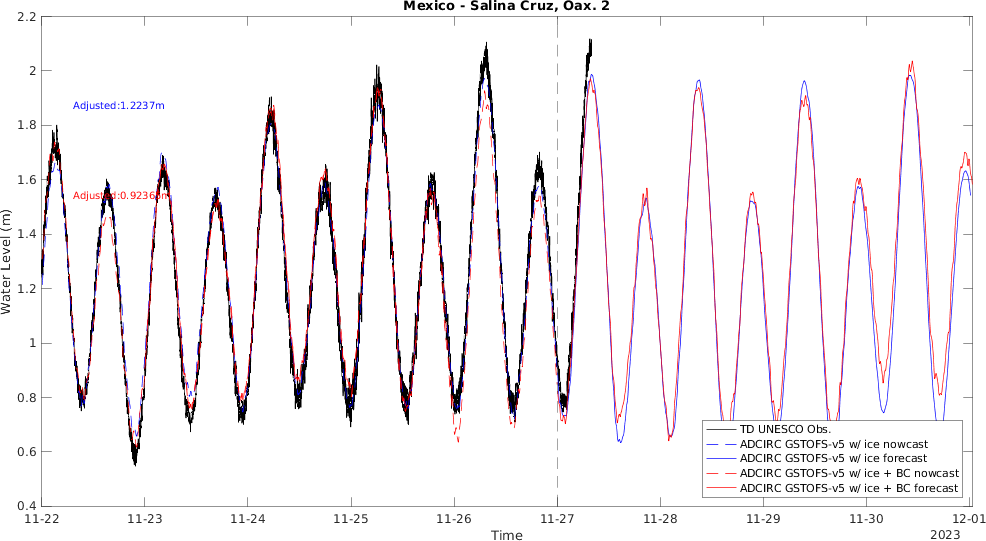 Mexico - Salina Cruz, Oax. 2
2.2
2
1.8
1.6
1.4
1.2
1
0.8
0.6
0.4
Water Level (m)
Adjusted:1.2237m
11-22
11-23
11-24
11-25
11-26
11-27
11-28
11-29
11-30
12-01
Time
2023
TD UNESCO Obs.
ADCIRC GSTOFS-v5 w/ ice nowcast
ADCIRC GSTOFS-v5 w/ ice forecast
ADCIRC GSTOFS-v5 w/ ice + BC nowcast
ADCIRC GSTOFS-v5 w/ ice + BC forecast